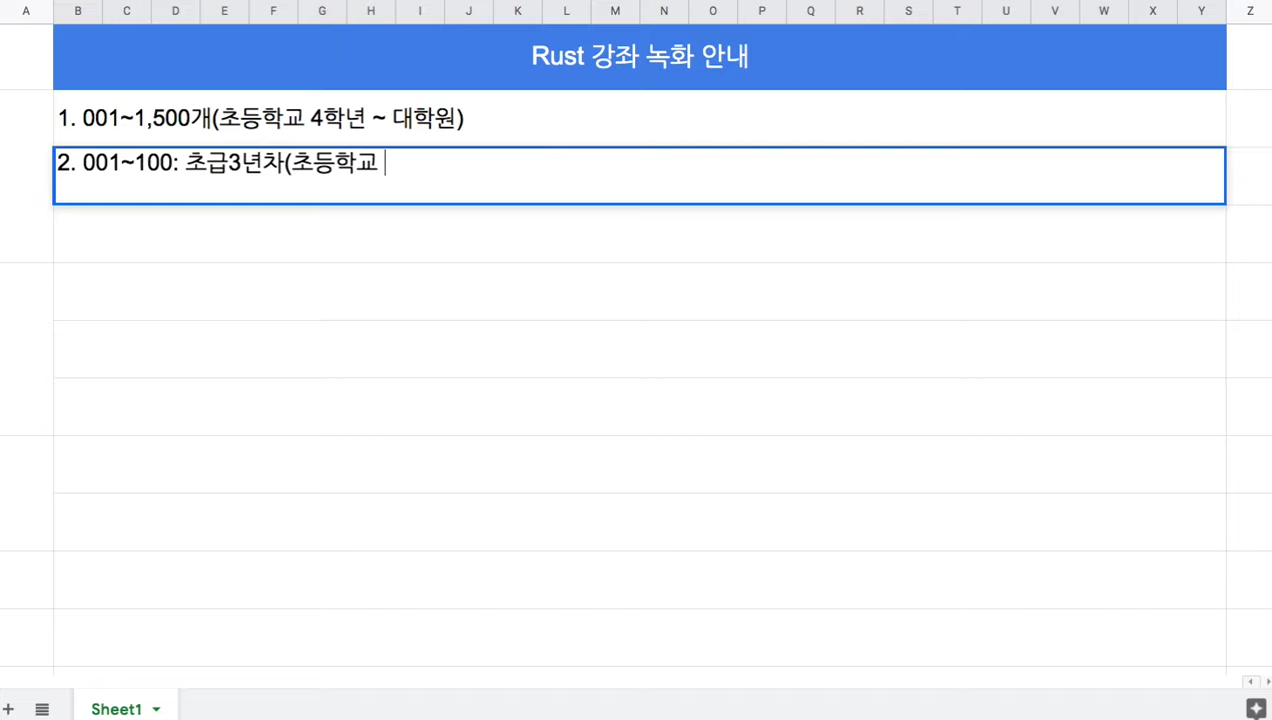 A B C D E F G H I J K L M N O P Q R S T U V W X Y Z
Rust 강좌 녹화 안내
1. 001~1,500개(초등학교 4학년 ~ 대학원)
2. 001~100: 초급3년차(초등학교
Sheet1